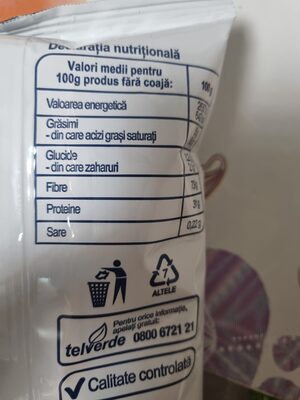 Declarația nutrițională
Valori medii pentru
100g produs fără coajă:
100 g
Valoarea energetică
Grăsimi
- din care acizi grași saturați
Glucide
- din care zaharuri
Fibre
Proteine
Sare
0,22 g
7
ALTELE
Pentru orice informație,
apelați gratuit:
telverde 0800 6721 21
Calitate controlată